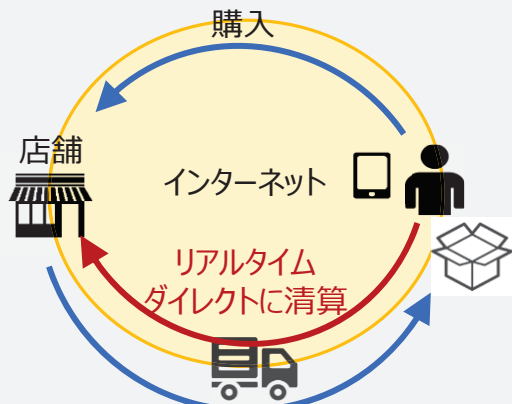 購入
店舗
インターネット
リアルタイム
ダイレクトに清算